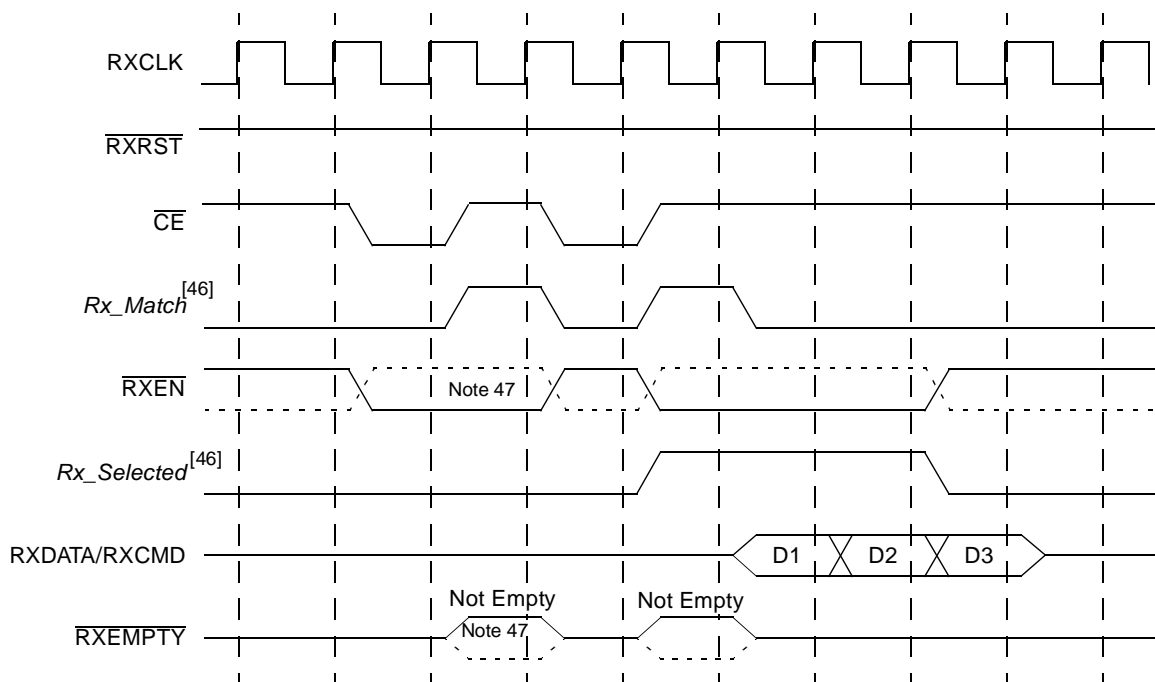 RXCLK
RXRST
CE
Rx_Match[46]
RXEN
Note 47
Rx_Selected[46]
RXDATA/RXCMD
D1 D2 D3
Not Empty Not Empty
RXEMPTY
Note 47